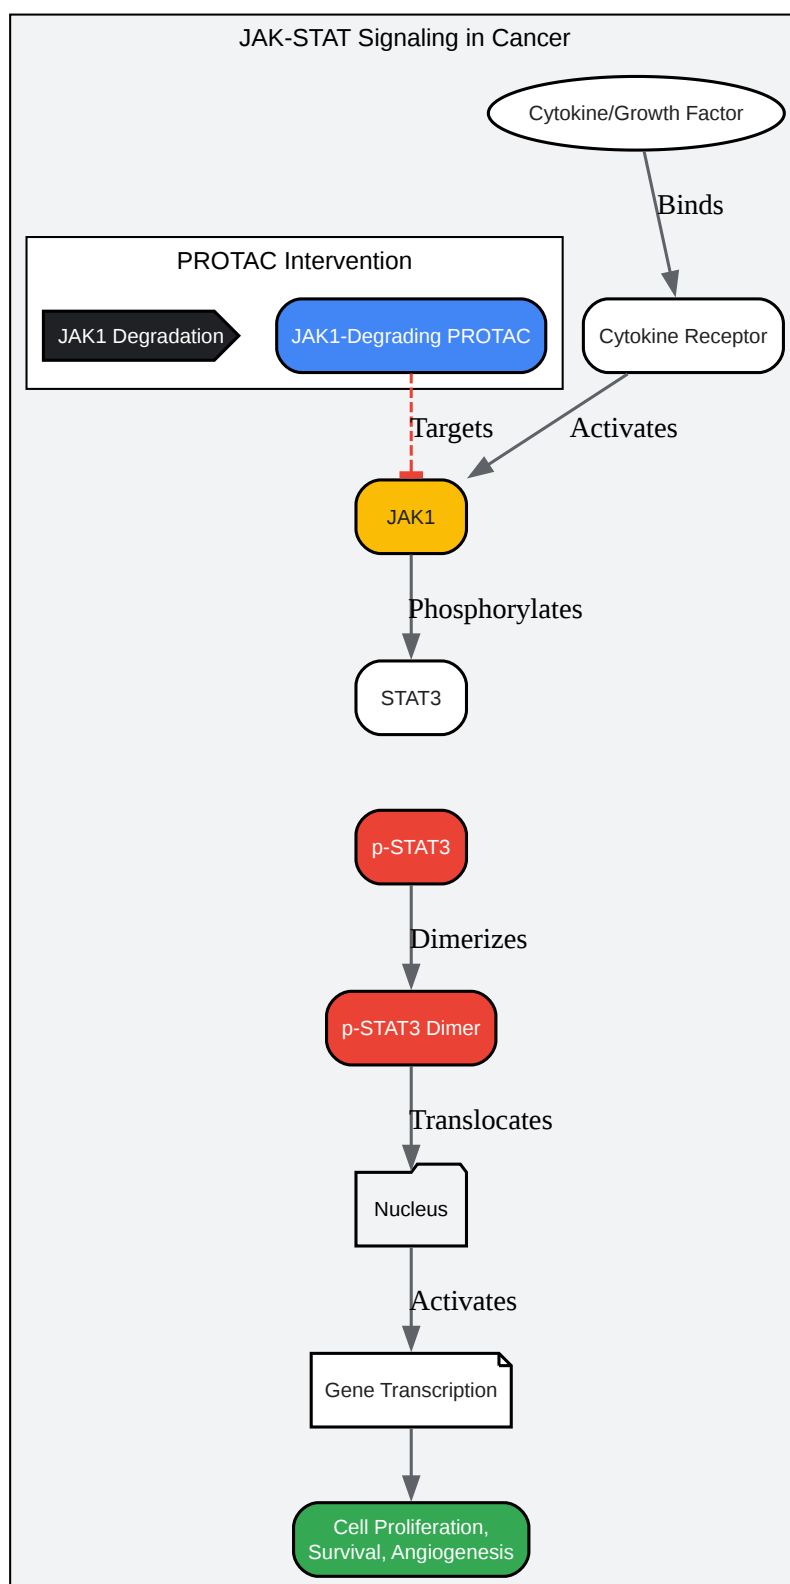 JAK-STAT Signaling in Cancer
Cytokine/Growth Factor
Binds
PROTAC Intervention
JAK1 Degradation
JAK1-Degrading PROTAC
Cytokine Receptor
Targets
Activates
JAK1
Phosphorylates
STAT3
p-STAT3
Dimerizes
p-STAT3 Dimer
Translocates
Nucleus
Activates
Gene Transcription
Cell Proliferation,
Survival, Angiogenesis